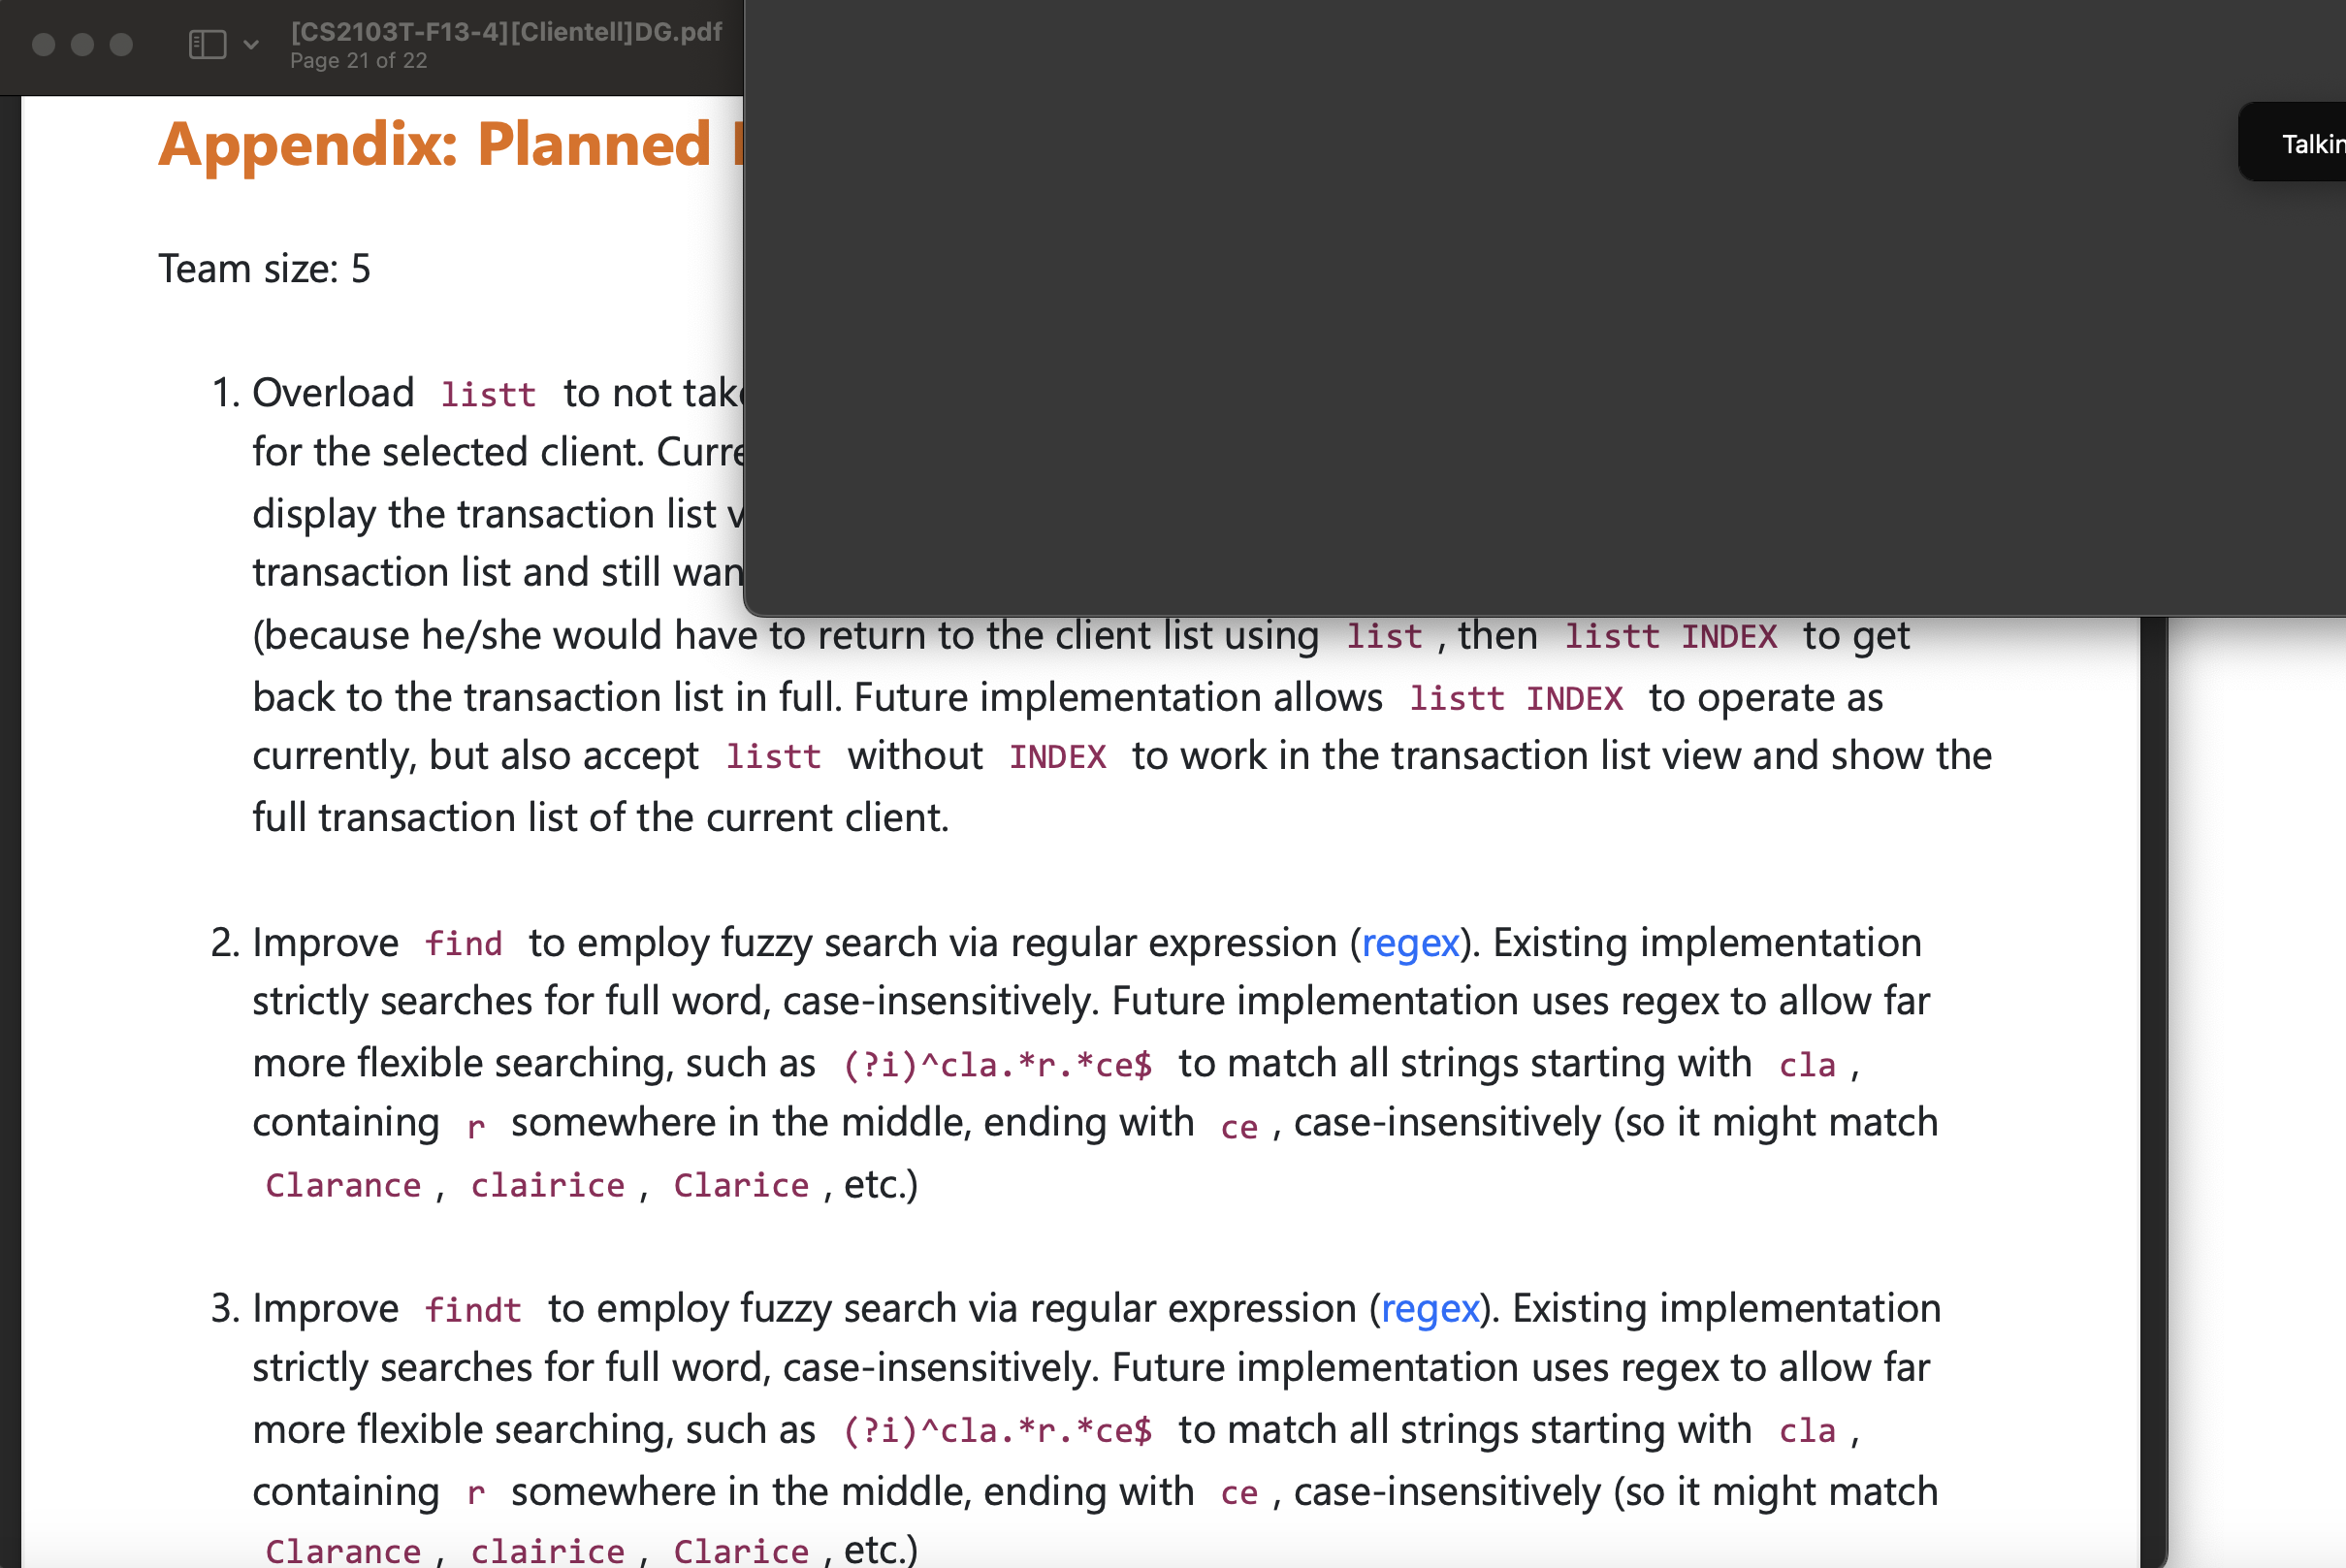 [CS2103T-F13-4][Clientell]DG.pdf
Page 21 of 22
Talkin
Appendix: Planned
Team size: 5
1. Overload listt to not take
for the selected client. Curre
display the transaction list v
transaction list and still wan
(because he/she would have to return to the client list using list , then listt INDEX to get
back to the transaction list in full. Future implementation allows listt INDEX to operate as
currently, but also accept listt without INDEX to work in the transaction list view and show the
full transaction list of the current client.
2. Improve find to employ fuzzy search via regular expression (regex). Existing implementation
strictly searches for full word, case-insensitively. Future implementation uses regex to allow far
more flexible searching, such as (?i)^cla.*r.*ce$ to match all strings starting with cla ,
containing r somewhere in the middle, ending with ce , case-insensitively (so it might match
Clarance , clairice , Clarice , etc.)
3. Improve findt to employ fuzzy search via regular expression (regex). Existing implementation
strictly searches for full word, case-insensitively. Future implementation uses regex to allow far
more flexible searching, such as (?i)^cla.*r.*ce$ to match all strings starting with cla ,
containing r somewhere in the middle, ending with ce , case-insensitively (so it might match
Clarance , clairice , Clarice , etc.)